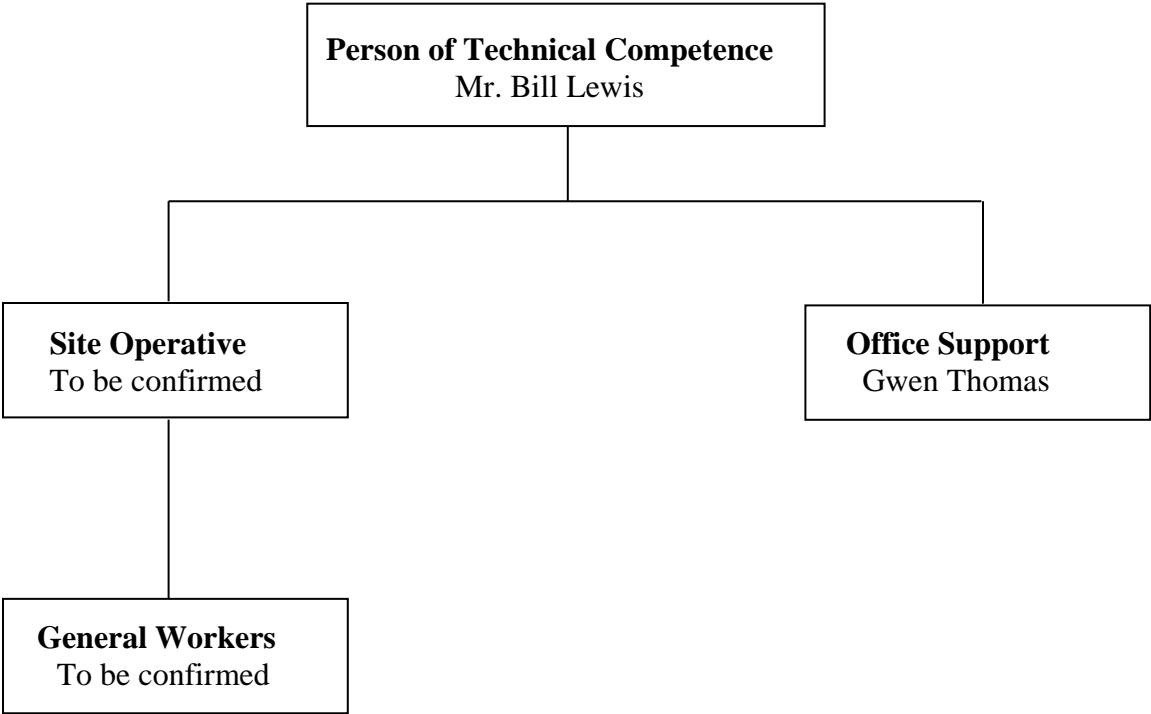 Person of Technical Competence
Mr. Bill Lewis
Site Operative
To be confirmed
Office Support
Gwen Thomas
General Workers
To be confirmed